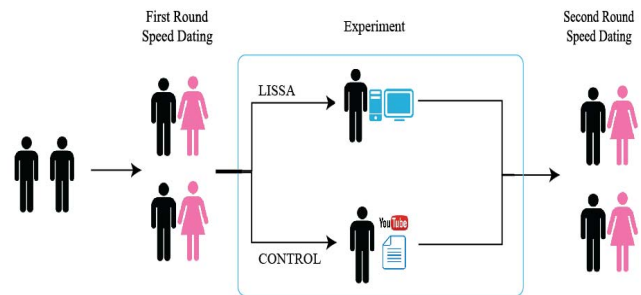 First Round
Speed Dating
Experiment
Second Round
Speed Dating
LISSA
YouTube
CONTROL